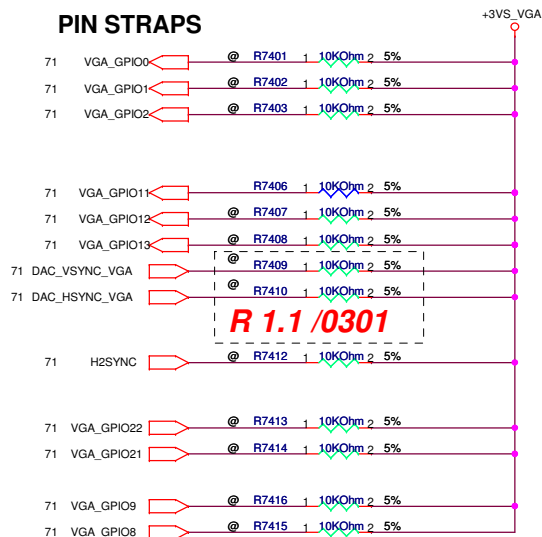 PIN STRAPS
+3VS_VGA
71 VGA_GPIO0 @ R7401 1 10KOhm 2 5%
71 VGA_GPIO1 @ R7402 1 10KOhm 2 5%
71 VGA_GPIO2 @ R7403 1 10KOhm 2 5%
71 VGA_GPIO11 R7406 1 10KOhm 2 5%
71 VGA_GPIO12 @ R7407 1 10KOhm 2 5%
71 VGA_GPIO13 @ R7408 1 10KOhm 2 5%
71 DAC_VSYNC_VGA @ R7409 1 10KOhm 2 5%
71 DAC_HSYNC_VGA @ R7410 1 10KOhm 2 5%
R 1.1 /0301
71 H2SYNC @ R7412 1 10KOhm 2 5%
71 VGA_GPIO22 @ R7413 1 10KOhm 2 5%
71 VGA_GPIO21 @ R7414 1 10KOhm 2 5%
71 VGA_GPIO9 @ R7416 1 10KOhm 2 5%
71 VGA_GPIO8 @ R7415 1 10KOhm 2 5%